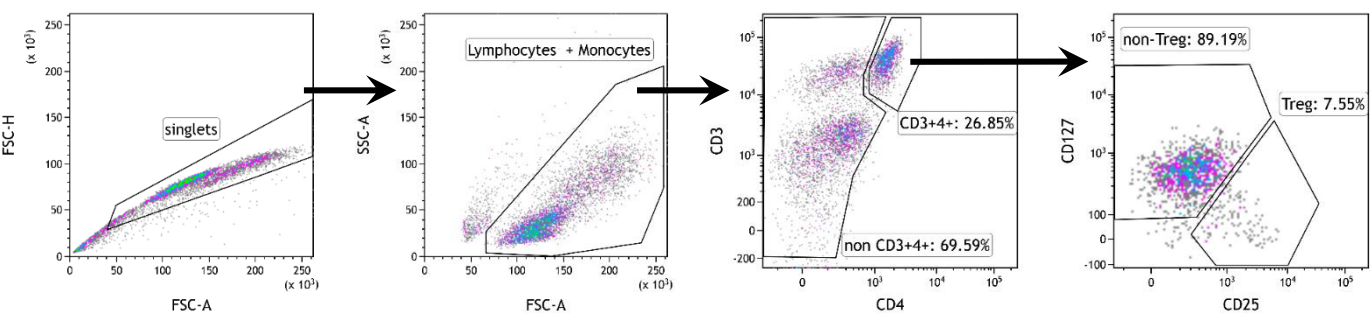 250
200
150
100
50
0
(x 10³)
FSC-H
singlets
0 50 100 150 200 250
(x 10³)
FSC-A
250
200
150
100
50
0
(x 10³)
SSC-A
Lymphocytes + Monocytes
0 50 100 150 200 250
(x 10³)
FSC-A
10⁵
10⁴
10³
200
0
-200
CD3
CD3+4+: 26.85%
non CD3+4+: 69.59%
0 10³ 10⁴ 10⁵ 10⁶
CD4
10⁵
10⁴
10³
100
0
-100
CD127
non-Treg: 89.19%
Treg: 7.55%
0 10³ 10⁴ 10⁵
CD25